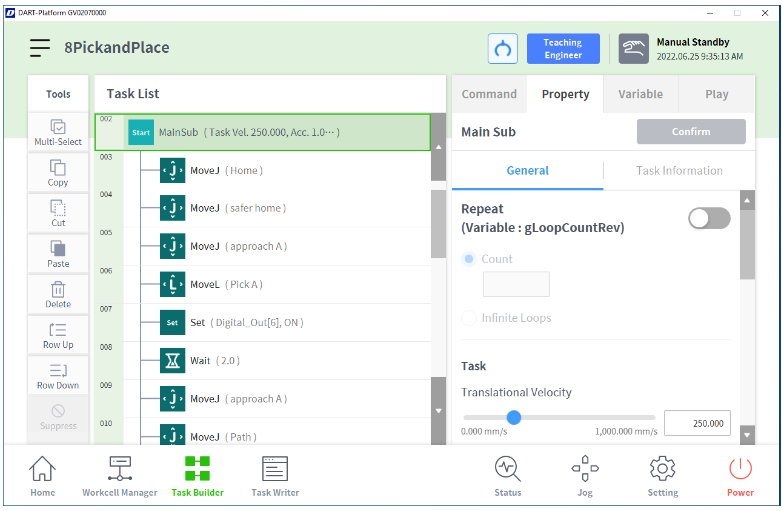 DART-Platform GV02070000
8PickandPlace
Teaching
Engineer
Manual Standby
2022.06.25 9:35:13 AM
Tools
Task List
Command
Property
Variable
Play
Multi-Select
Copy
Cut
Paste
Delete
Row Up
Row Down
Suppress
002
Start MainSub ( Task Vel. 250.000, Acc. 1.0⋯ )
003
J MoveJ ( Home )
004
J MoveJ ( safer home )
005
J MoveJ ( approach A )
006
L MoveL ( Pick A )
007
Set Set ( Digital_Out[6], ON )
008
Wait ( 2.0 )
009
J MoveJ ( approach A )
010
J MoveJ ( Path )
Main Sub
Confirm
General
Task Information
Repeat
(Variable : gLoopCountRev)
Count
Infinite Loops
Task
Translational Velocity
0.000 mm/s
1,000.000 mm/s
250.000
Home
Workcell Manager
Task Builder
Task Writer
Status
Jog
Setting
Power